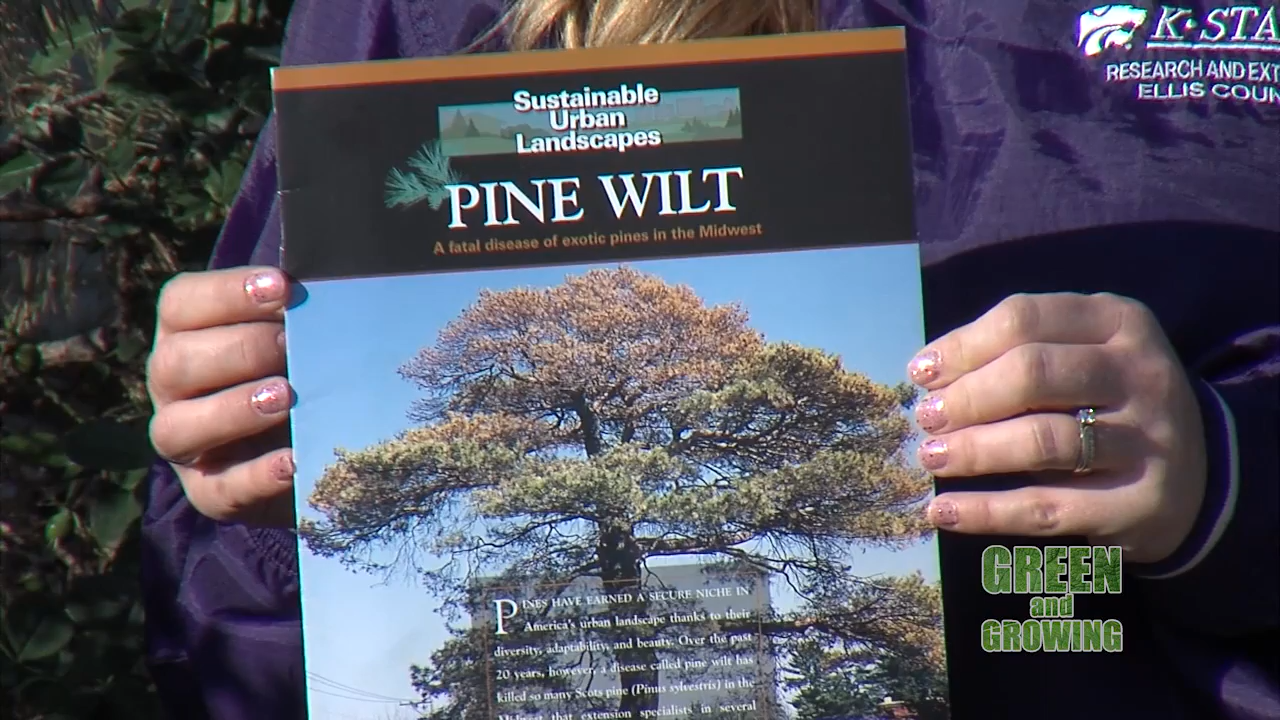 Sustainable
Urban
Landscapes
PINE WILT
A fatal disease of exotic pines in the Midwest
PINES HAVE EARNED A SECURE NICHE IN
America's urban landscape thanks to their
diversity, adaptability, and beauty. Over the past
20 years, however, a disease called pine wilt has
killed so many Scots pine (Pinus sylvestris) in the
Midwest that extension specialists in several
K-STA
RESEARCH AND EXT
ELLIS COUN
GREEN
and
GROWING